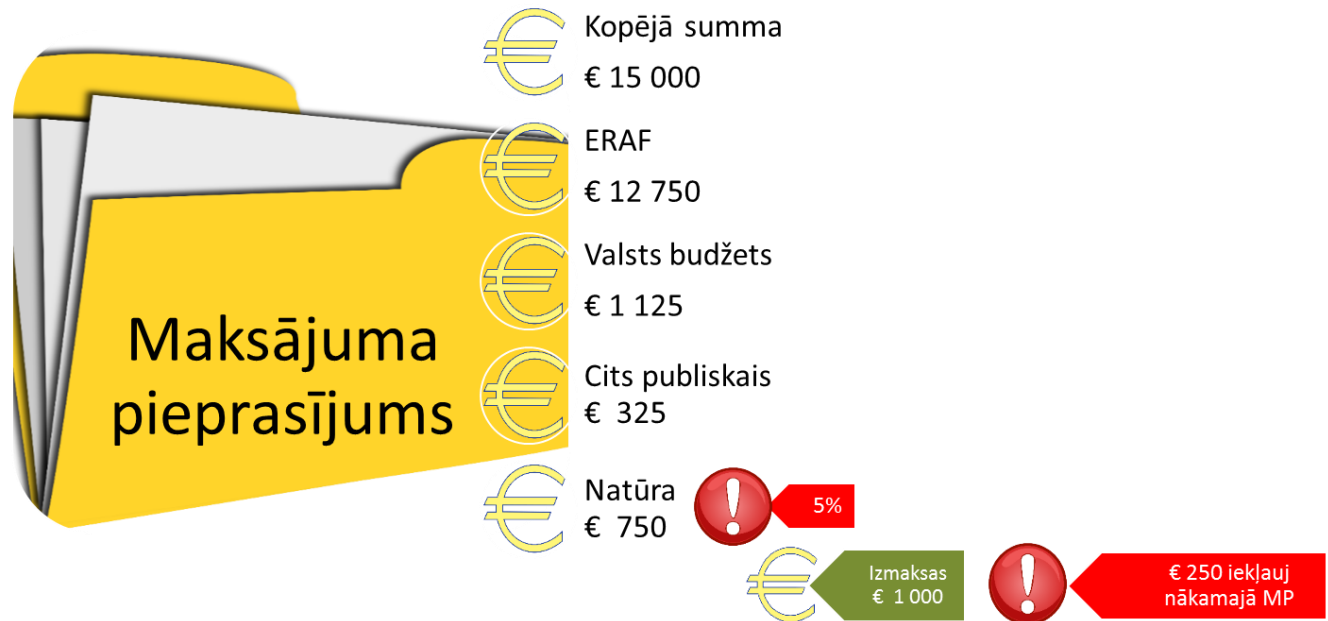 Maksājuma
pieprasījums
Kopējā summa
€ 15 000
ERAF
€ 12 750
Valsts budžets
€ 1 125
Cits publiskais
€ 325
Natūra
€ 750
5%
Izmaksas
€ 1 000
€ 250 iekļauj
nākamajā MP